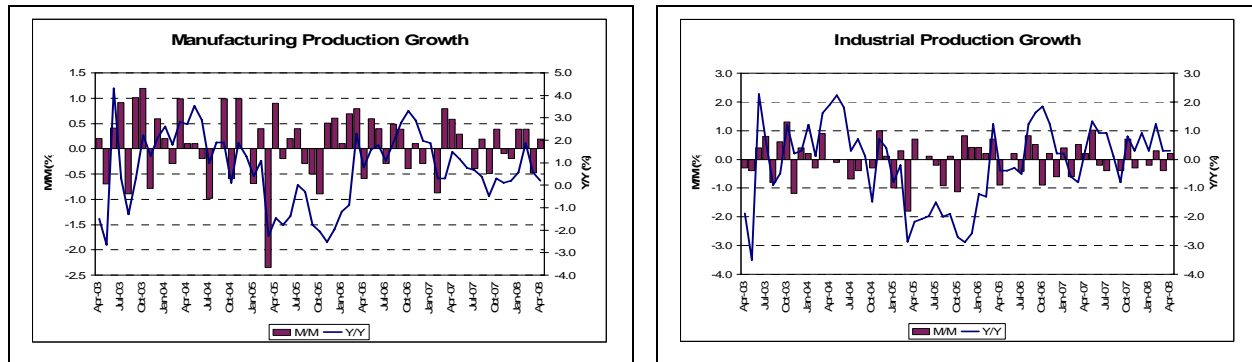 Manufacturing Production Growth
M/M(%
1.5
1.0
0.5
0.0
-0.5
-1.0
-1.5
-2.0
-2.5
5.0
4.0
3.0
2.0
1.0
0.0
-1.0
-2.0
-3.0
-4.0
Y/Y (%)
Apr-03
Jul-03
Oct-03
Jan-04
Apr-04
Jul-04
Oct-04
Jan-05
Apr-05
Jul-05
Oct-05
Jan-06
Apr-06
Jul-06
Oct-06
Jan-07
Apr-07
Jul-07
Oct-07
Jan-08
Apr-08
M/M Y/Y
Industrial Production Growth
M/M(%
3.0
2.0
1.0
0.0
-1.0
-2.0
-3.0
-4.0
3.0
2.0
1.0
0.0
-1.0
-2.0
-3.0
-4.0
Y/Y (%)
Apr-03
Jul-03
Oct-03
Jan-04
Apr-04
Jul-04
Oct-04
Jan-05
Apr-05
Jul-05
Oct-05
Jan-06
Apr-06
Jul-06
Oct-06
Jan-07
Apr-07
Jul-07
Oct-07
Jan-08
Apr-08
M/M Y/Y